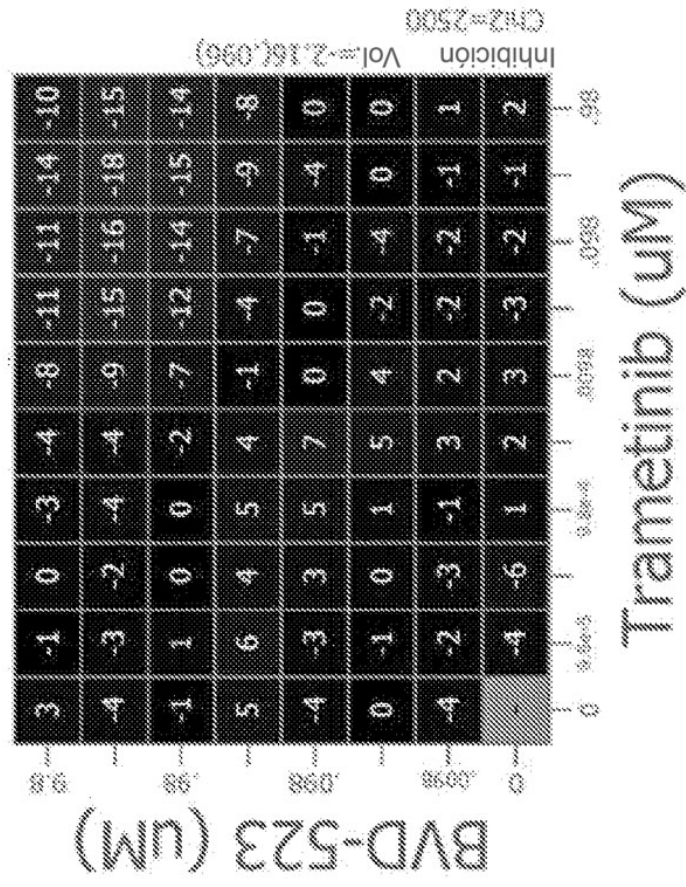 BVD-523 (uM)
9.8 3 -1 0 -3 -4 -8 -11 -11 -14 -10
-4 -3 -2 -4 -4 -9 -15 -16 -18 -15
.98 -1 1 0 0 -2 -7 -12 -14 -15 -14
5 6 4 5 4 -1 -4 -7 -9 -8
.098 -4 -3 3 5 7 0 0 -1 -4 0
0 -1 0 1 5 4 -2 -4 0 0
.0098 -4 -2 -3 -1 3 2 -2 -2 -1 1
0 - -4 -6 1 2 3 -3 -2 -1 2
0 9.8e-5 9.8e-4 .0098 .098 .98
Trametinib (uM)
Inhibición
Vol.=-2.16(.096)
Chi2=2500